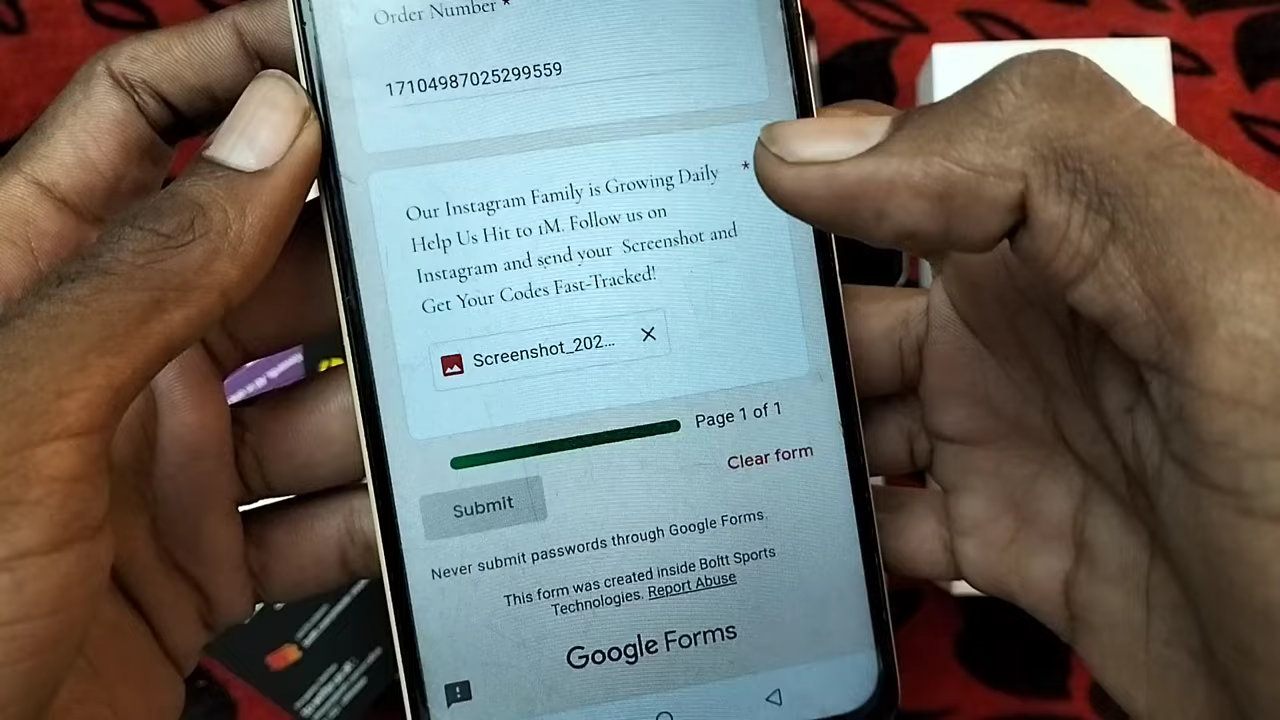 Order Number *
17104987025299559
Our Instagram Family is Growing Daily *
Help Us Hit to 1M. Follow us on
Instagram and send your Screenshot and
Get Your Codes Fast-Tracked!
Screenshot_202...
Page 1 of 1
Clear form
Submit
Never submit passwords through Google Forms.
This form was created inside Boltt Sports
Technologies. Report Abuse
Google Forms